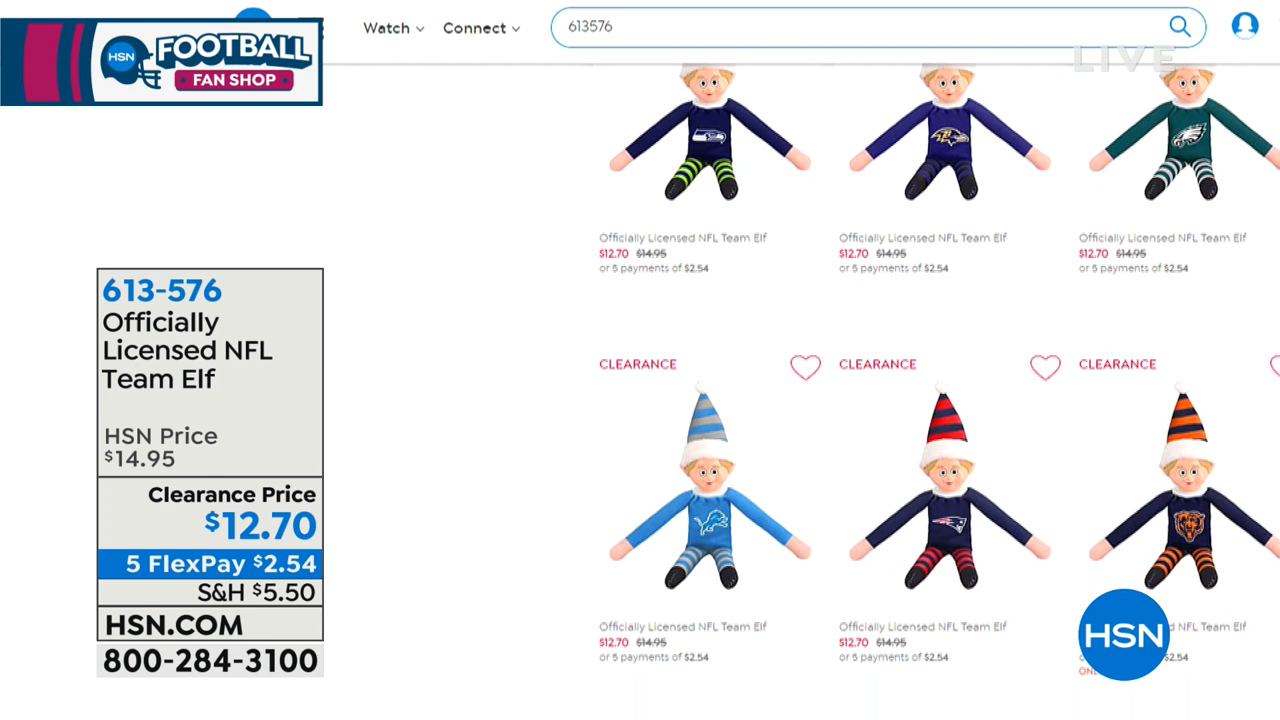 HSN
FOOTBALL
FAN SHOP
Watch
Connect
613576
LIVE
Officially Licensed NFL Team Elf
$12.70 $14.95
or 5 payments of $2.54
Officially Licensed NFL Team Elf
$12.70 $14.95
or 5 payments of $2.54
Officially Licensed NFL Team Elf
$12.70 $14.95
or 5 payments of $2.54
613-576
Officially
Licensed NFL
Team Elf
HSN Price
$14.95
Clearance Price
$12.70
5 FlexPay $2.54
S&H $5.50
HSN.COM
800-284-3100
CLEARANCE
CLEARANCE
CLEARANCE
Officially Licensed NFL Team Elf
$12.70 $14.95
or 5 payments of $2.54
Officially Licensed NFL Team Elf
$12.70 $14.95
or 5 payments of $2.54
NFL Team Elf
$2.54
HSN